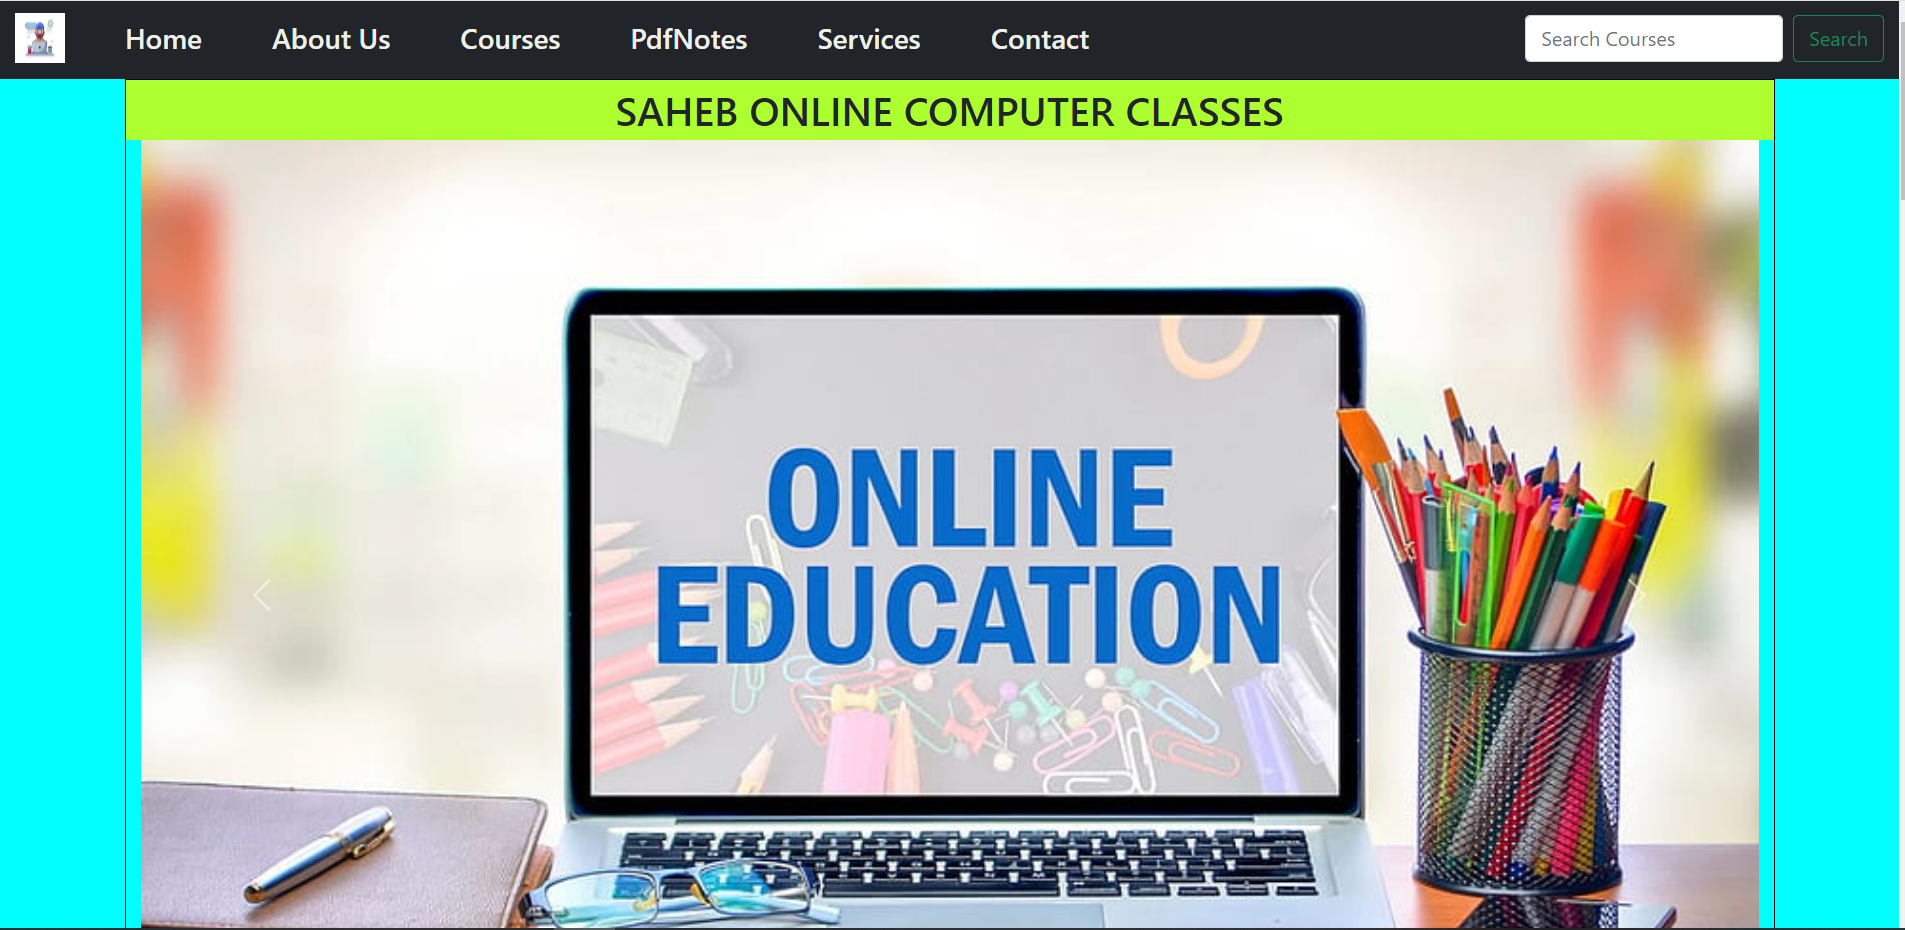 Home About Us Courses PdfNotes Services Contact Search Courses Search
SAHEB ONLINE COMPUTER CLASSES
ONLINE
EDUCATION